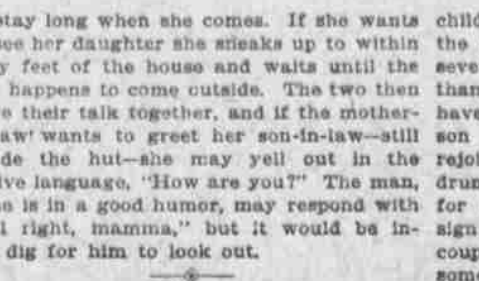 stay long when she comes. If she wants
see her daughter she sneaks up to within
y feet of the house and waits until the
happens to come outside. The two then
e their talk together, and if the mother-
aw wants to greet her son-in-law—still
de the hut—she may yell out in the
ive language, "How are you?" The man,
e is in a good humor, may respond with
l right, mamma," but it would be in-
dig for him to look out.
child
the
seve
than
have
son
rejoi
drum
for
sign
coup
some